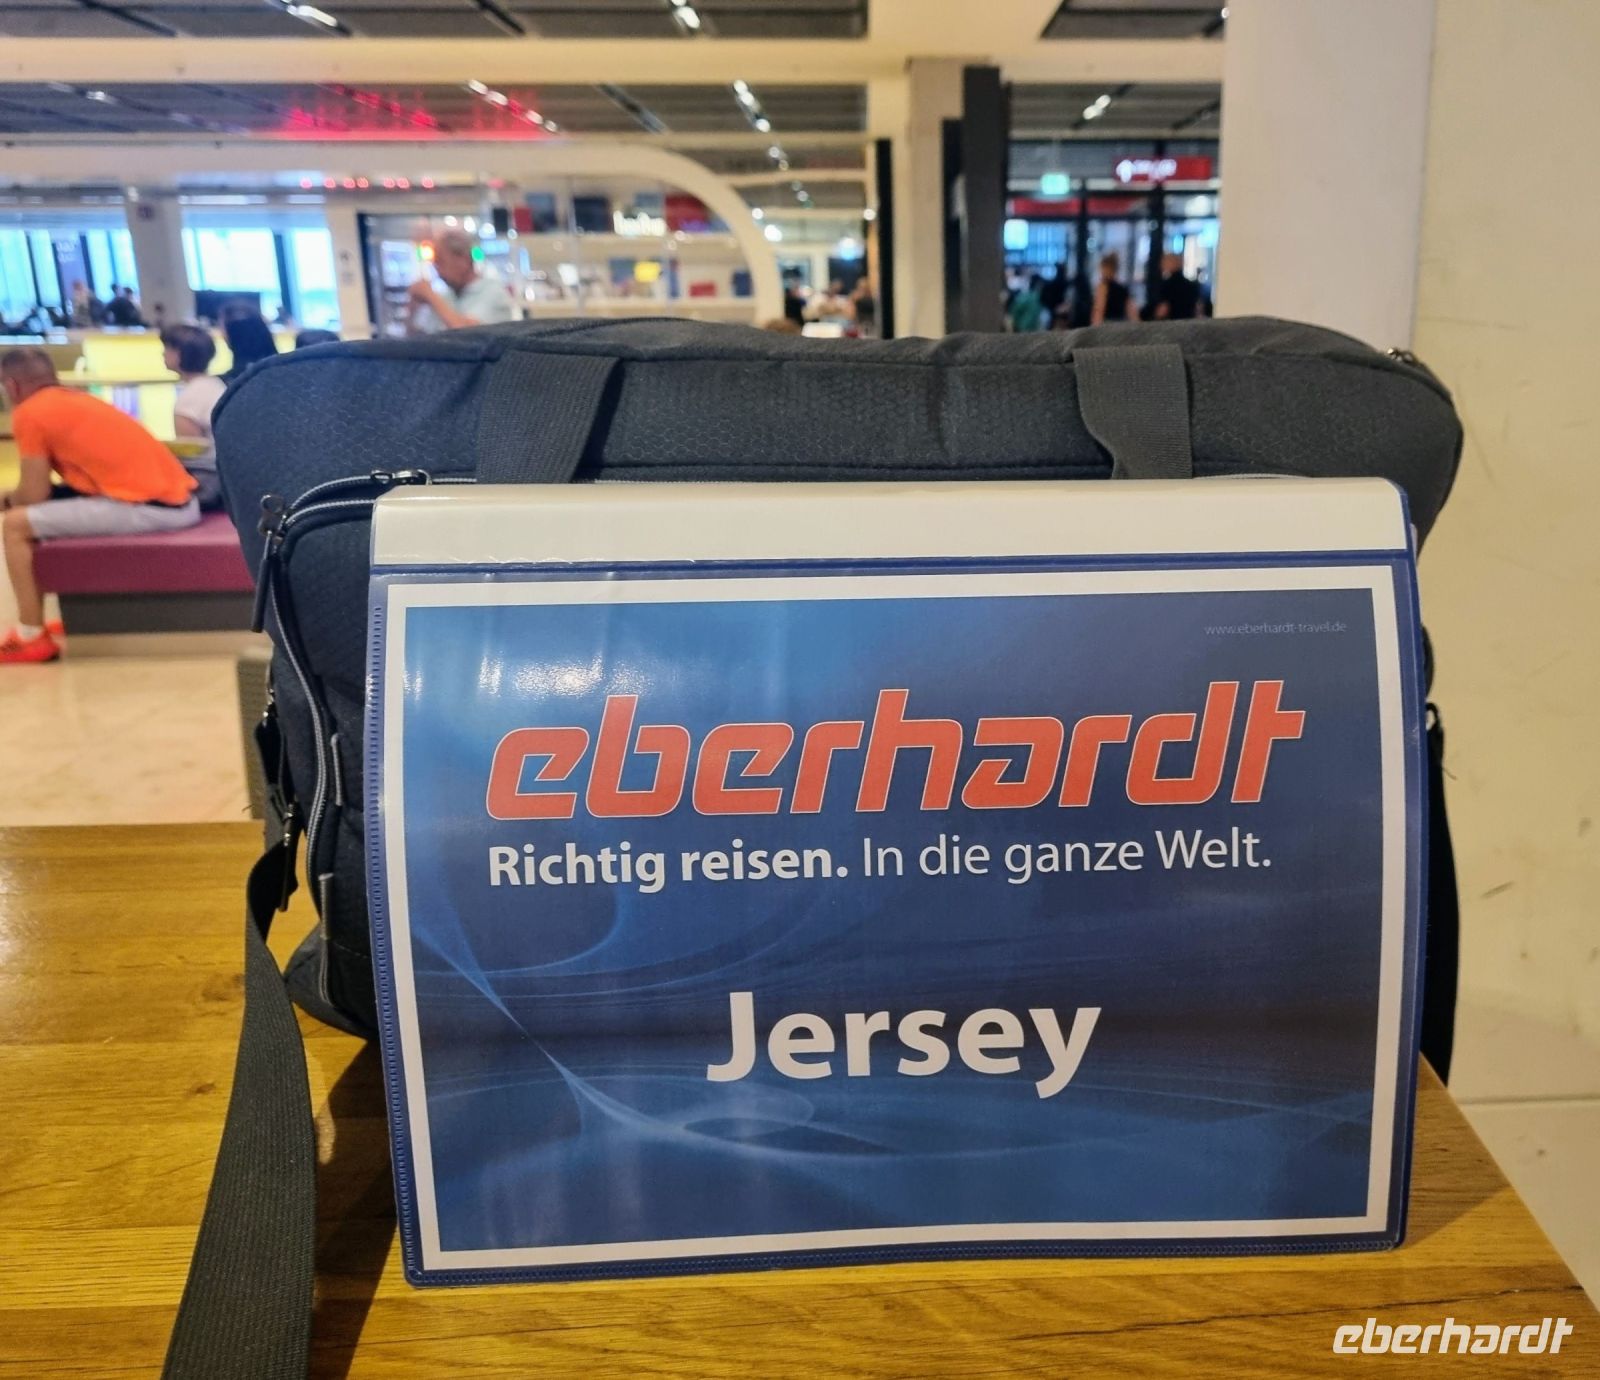 www.eberhardt-travel.de
eberhardt
Richtig reisen. In die ganze Welt.
Jersey
eberhardt